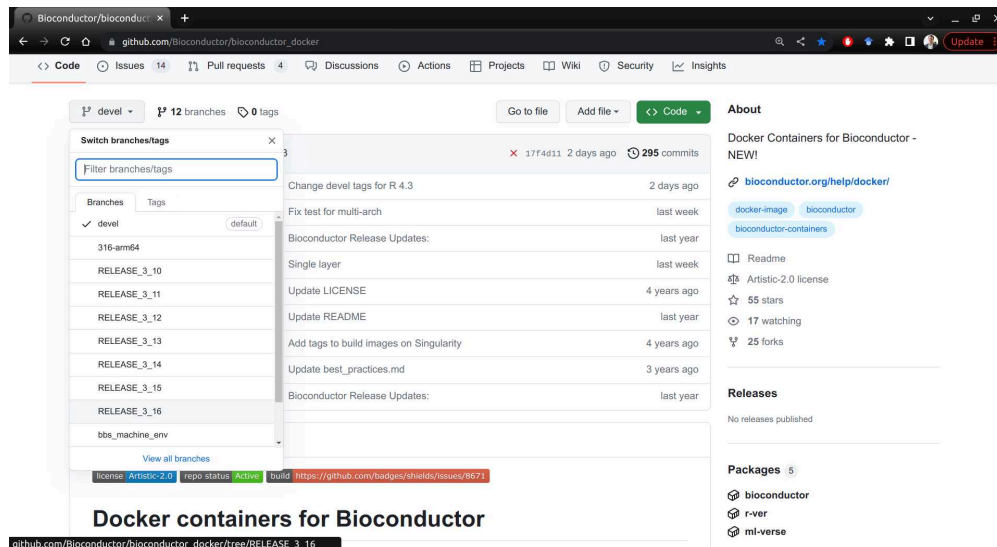 Bioconductor/bioconduct
github.com/Bioconductor/bioconductor_docker
Update
Code
Issues 14
Pull requests 4
Discussions
Actions
Projects
Wiki
Security
Insights
devel
12 branches
0 tags
Go to file
Add file
Code
Switch branches/tags
Filter branches/tags
Branches Tags
devel default
316-arm64
RELEASE_3_10
RELEASE_3_11
RELEASE_3_12
RELEASE_3_13
RELEASE_3_14
RELEASE_3_15
RELEASE_3_16
bbs_machine_env
View all branches
3 17f4d11 2 days ago 295 commits
Change devel tags for R 4.3 2 days ago
Fix test for multi-arch last week
Bioconductor Release Updates: last year
Single layer last week
Update LICENSE 4 years ago
Update README last year
Add tags to build images on Singularity 4 years ago
Update best_practices.md 3 years ago
Bioconductor Release Updates: last year
license Artistic-2.0 repo status Active build https://github.com/badges/shields/issues/8671
Docker containers for Bioconductor
About
Docker Containers for Bioconductor -
NEW!
bioconductor.org/help/docker/
docker-image bioconductor
bioconductor-containers
Readme
Artistic-2.0 license
55 stars
17 watching
25 forks
Releases
No releases published
Packages 5
bioconductor
r-ver
ml-verse
github.com/Bioconductor/bioconductor_docker/tree/RELEASE_3_16